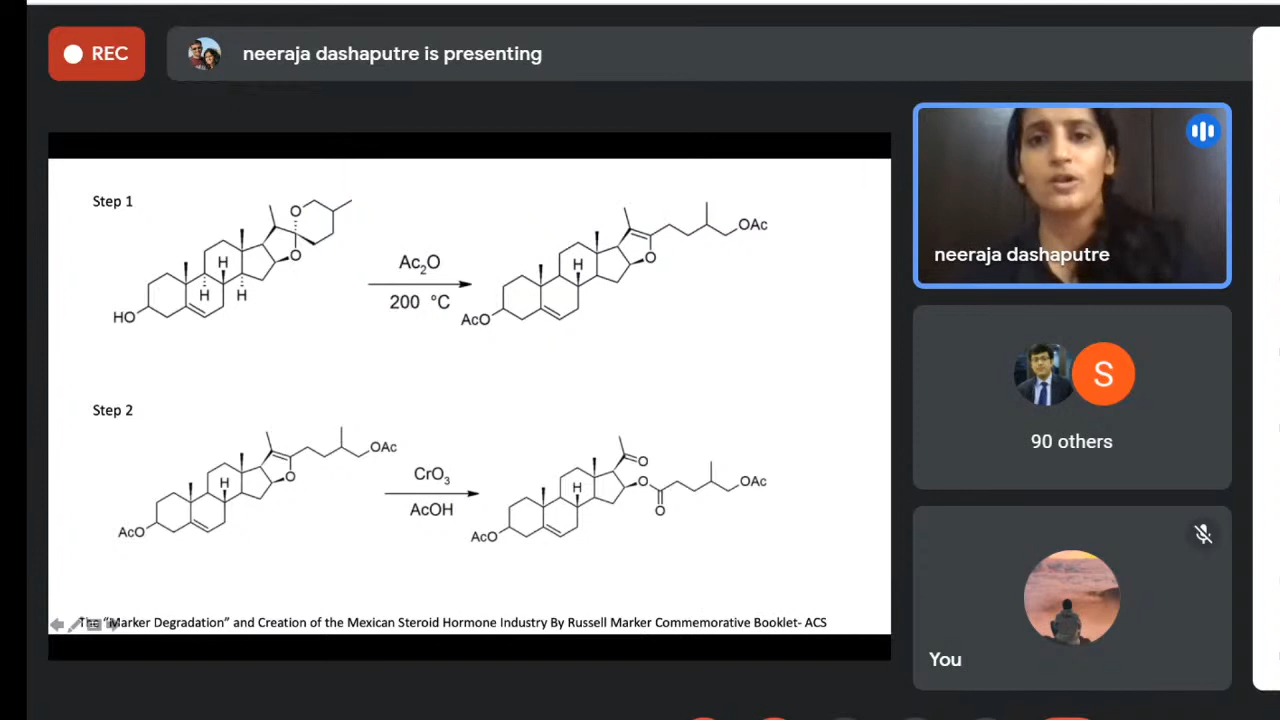 REC
neeraja dashaputre is presenting
Step 1
HO
O
O
H
H
H
Ac2O
200 °C
AcO
H
O
OAc
neeraja dashaputre
S
90 others
Step 2
AcO
H
O
OAc
CrO3
AcOH
AcO
H
O
O
O
OAc
The “Marker Degradation” and Creation of the Mexican Steroid Hormone Industry By Russell Marker Commemorative Booklet- ACS
You